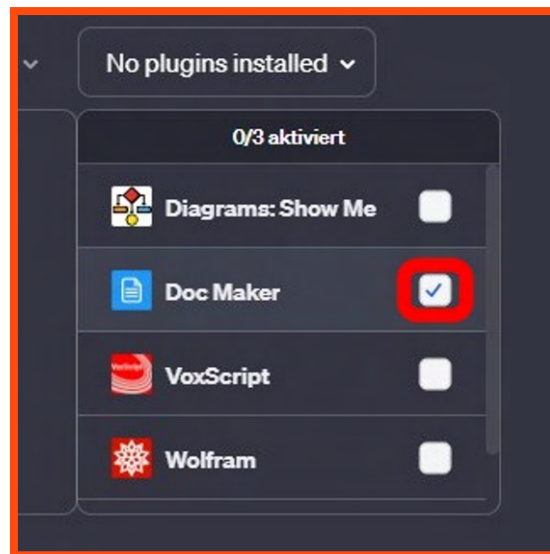 No plugins installed
0/3 aktiviert
Diagrams: Show Me
Doc Maker
VoxScript
Wolfram